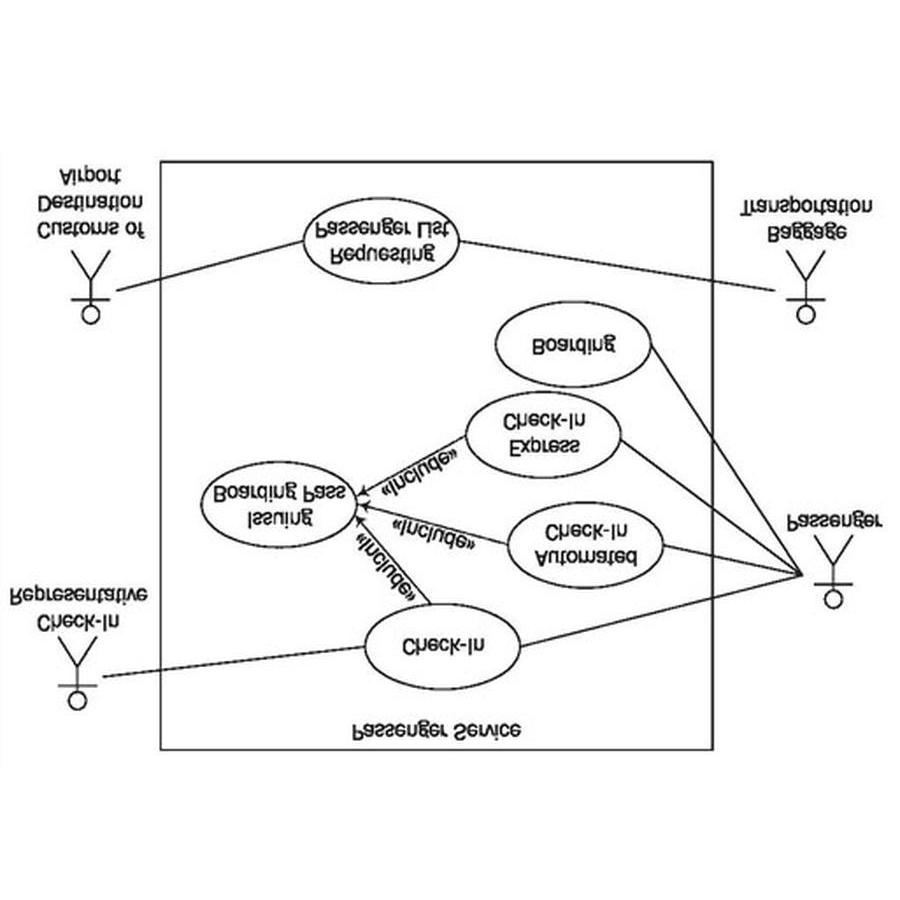 Passenger Service
Check-In
Check-In
Representative
«Include»
Automated
Check-In
Passenger
«Include»
Issuing
Boarding Pass
«Include»
Express
Check-In
Boarding
Requesting
Passenger List
Baggage
Transportation
Customs of
Destination
Airport